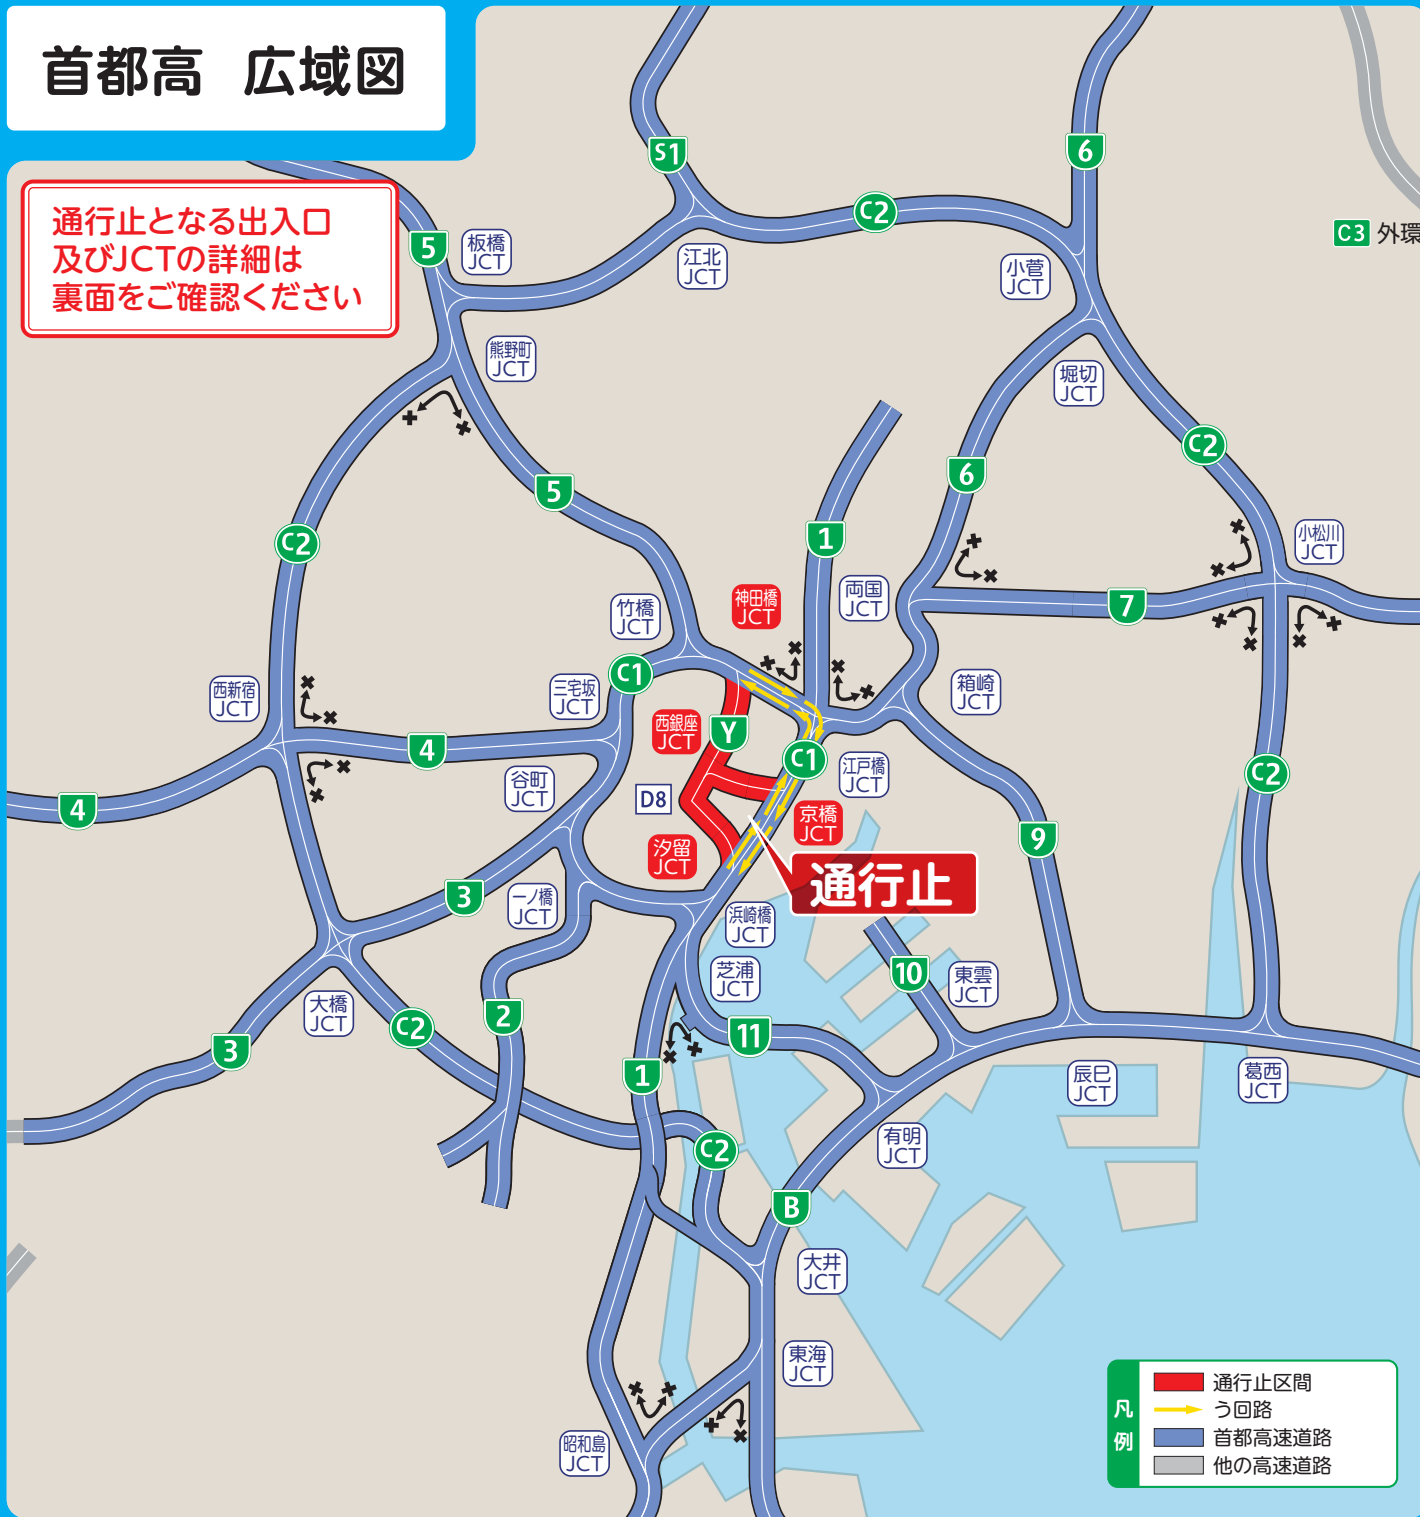 首都高 広域図
通行止となる出入口
及びJCTの詳細は
裏面をご確認ください
S1
6
C2
5
板橋
JCT
江北
JCT
小菅
JCT
C3 外環
熊野町
JCT
堀切
JCT
C2
6
5
C2
1
小松川
JCT
7
神田橋
JCT
両国
JCT
竹橋
JCT
C1
三宅坂
JCT
西新宿
JCT
箱崎
JCT
西銀座
JCT
Y
4
C1
江戸橋
JCT
C2
谷町
JCT
D8
4
京橋
JCT
9
汐留
JCT
通行止
3
一ノ橋
JCT
浜崎橋
JCT
芝浦
JCT
10
東雲
JCT
大橋
JCT
C2
2
11
3
1
辰巳
JCT
葛西
JCT
有明
JCT
C2
B
大井
JCT
東海
JCT
昭和島
JCT
凡例
通行止区間
う回路
首都高速道路
他の高速道路